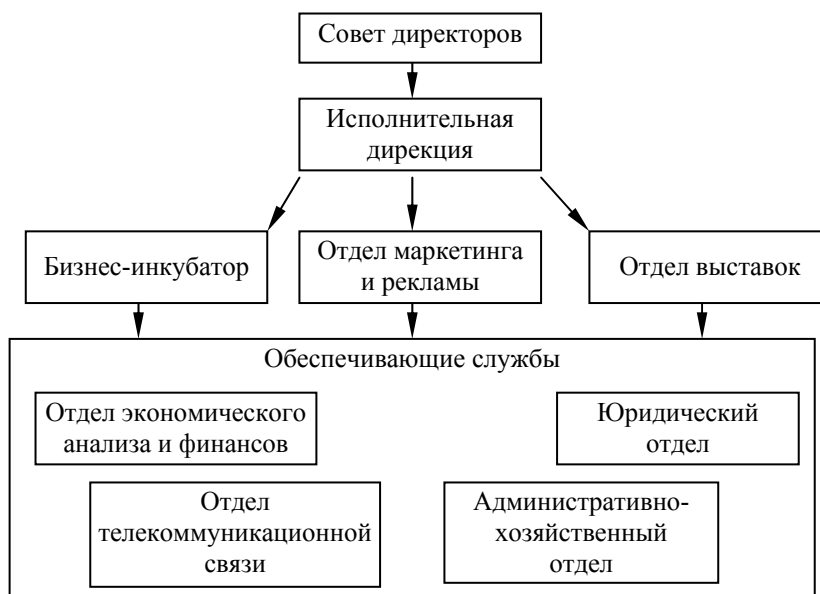 Совет директоров
Исполнительная
дирекция
Бизнес-инкубатор
Отдел маркетинга
и рекламы
Отдел выставок
Обеспечивающие службы
Отдел экономического
анализа и финансов
Юридический
отдел
Отдел
телекоммуникационной
связи
Административно-
хозяйственный
отдел